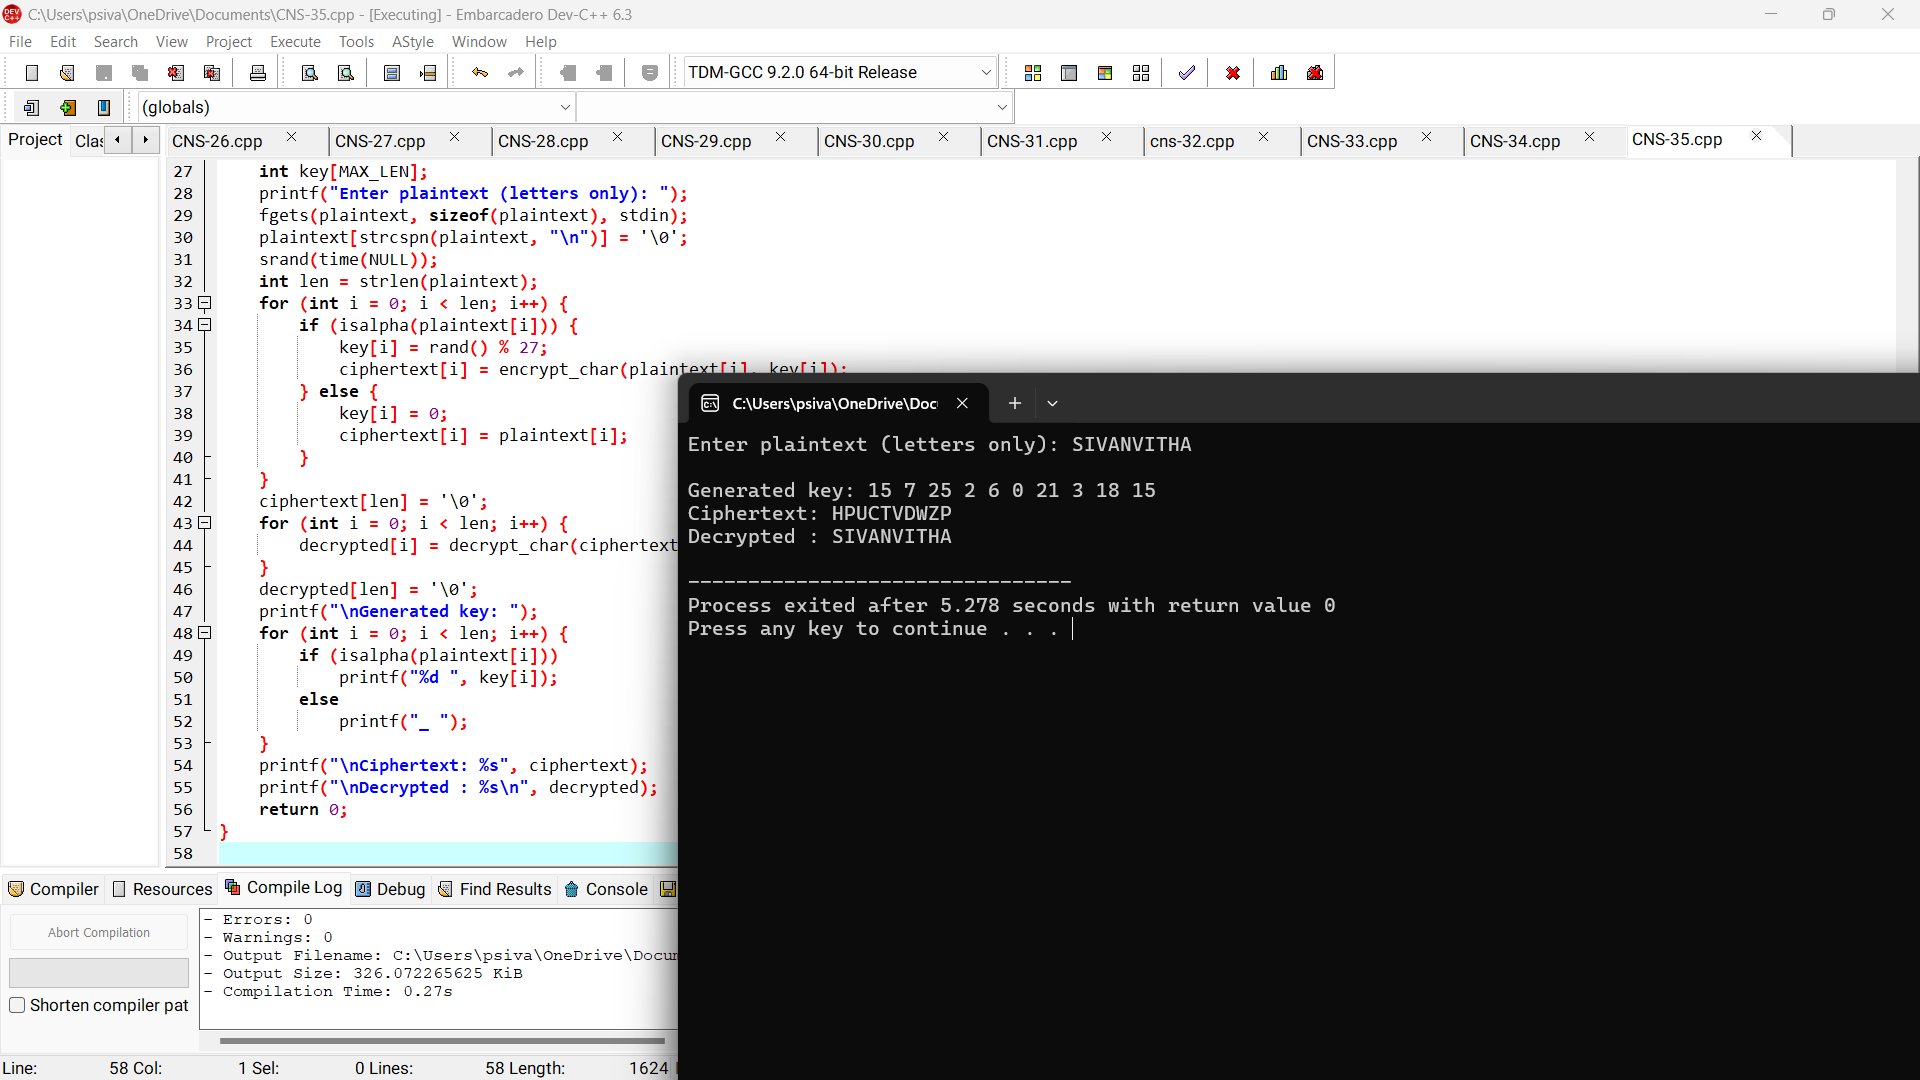 C:\Users\psiva\OneDrive\Documents\CNS-35.cpp - [Executing] - Embarcadero Dev-C++ 6.3
File Edit Search View Project Execute Tools AStyle Window Help
TDM-GCC 9.2.0 64-bit Release
(globals)
Project Clas CNS-26.cpp CNS-27.cpp CNS-28.cpp CNS-29.cpp CNS-30.cpp CNS-31.cpp cns-32.cpp CNS-33.cpp CNS-34.cpp CNS-35.cpp
27 int key[MAX_LEN];
28 printf("Enter plaintext (letters only): ");
29 fgets(plaintext, sizeof(plaintext), stdin);
30 plaintext[strcspn(plaintext, "\n")] = '\0';
31 srand(time(NULL));
32 int len = strlen(plaintext);
33 for (int i = 0; i < len; i++) {
34 if (isalpha(plaintext[i])) {
35 key[i] = rand() % 27;
36 ciphertext[i] = encrypt_char(plaintext[i], key[i]);
37 } else {
38 key[i] = 0;
39 ciphertext[i] = plaintext[i];
40 }
41 }
42 ciphertext[len] = '\0';
43 for (int i = 0; i < len; i++) {
44 decrypted[i] = decrypt_char(ciphertext
45 }
46 decrypted[len] = '\0';
47 printf("\nGenerated key: ");
48 for (int i = 0; i < len; i++) {
49 if (isalpha(plaintext[i]))
50 printf("%d ", key[i]);
51 else
52 printf("_ ");
53 }
54 printf("\nCiphertext: %s", ciphertext);
55 printf("\nDecrypted : %s\n", decrypted);
56 return 0;
57 }
58
C:\Users\psiva\OneDrive\Doc
Enter plaintext (letters only): SIVANVITHA
Generated key: 15 7 25 2 6 0 21 3 18 15
Ciphertext: HPUCTVDWZP
Decrypted : SIVANVITHA
--------------------------------
Process exited after 5.278 seconds with return value 0
Press any key to continue . . .
Compiler Resources Compile Log Debug Find Results Console
Abort Compilation
Shorten compiler pat
- Errors: 0
- Warnings: 0
- Output Filename: C:\Users\psiva\OneDrive\Docum
- Output Size: 326.072265625 KiB
- Compilation Time: 0.27s
Line: 58 Col: 1 Sel: 0 Lines: 58 Length: 1624